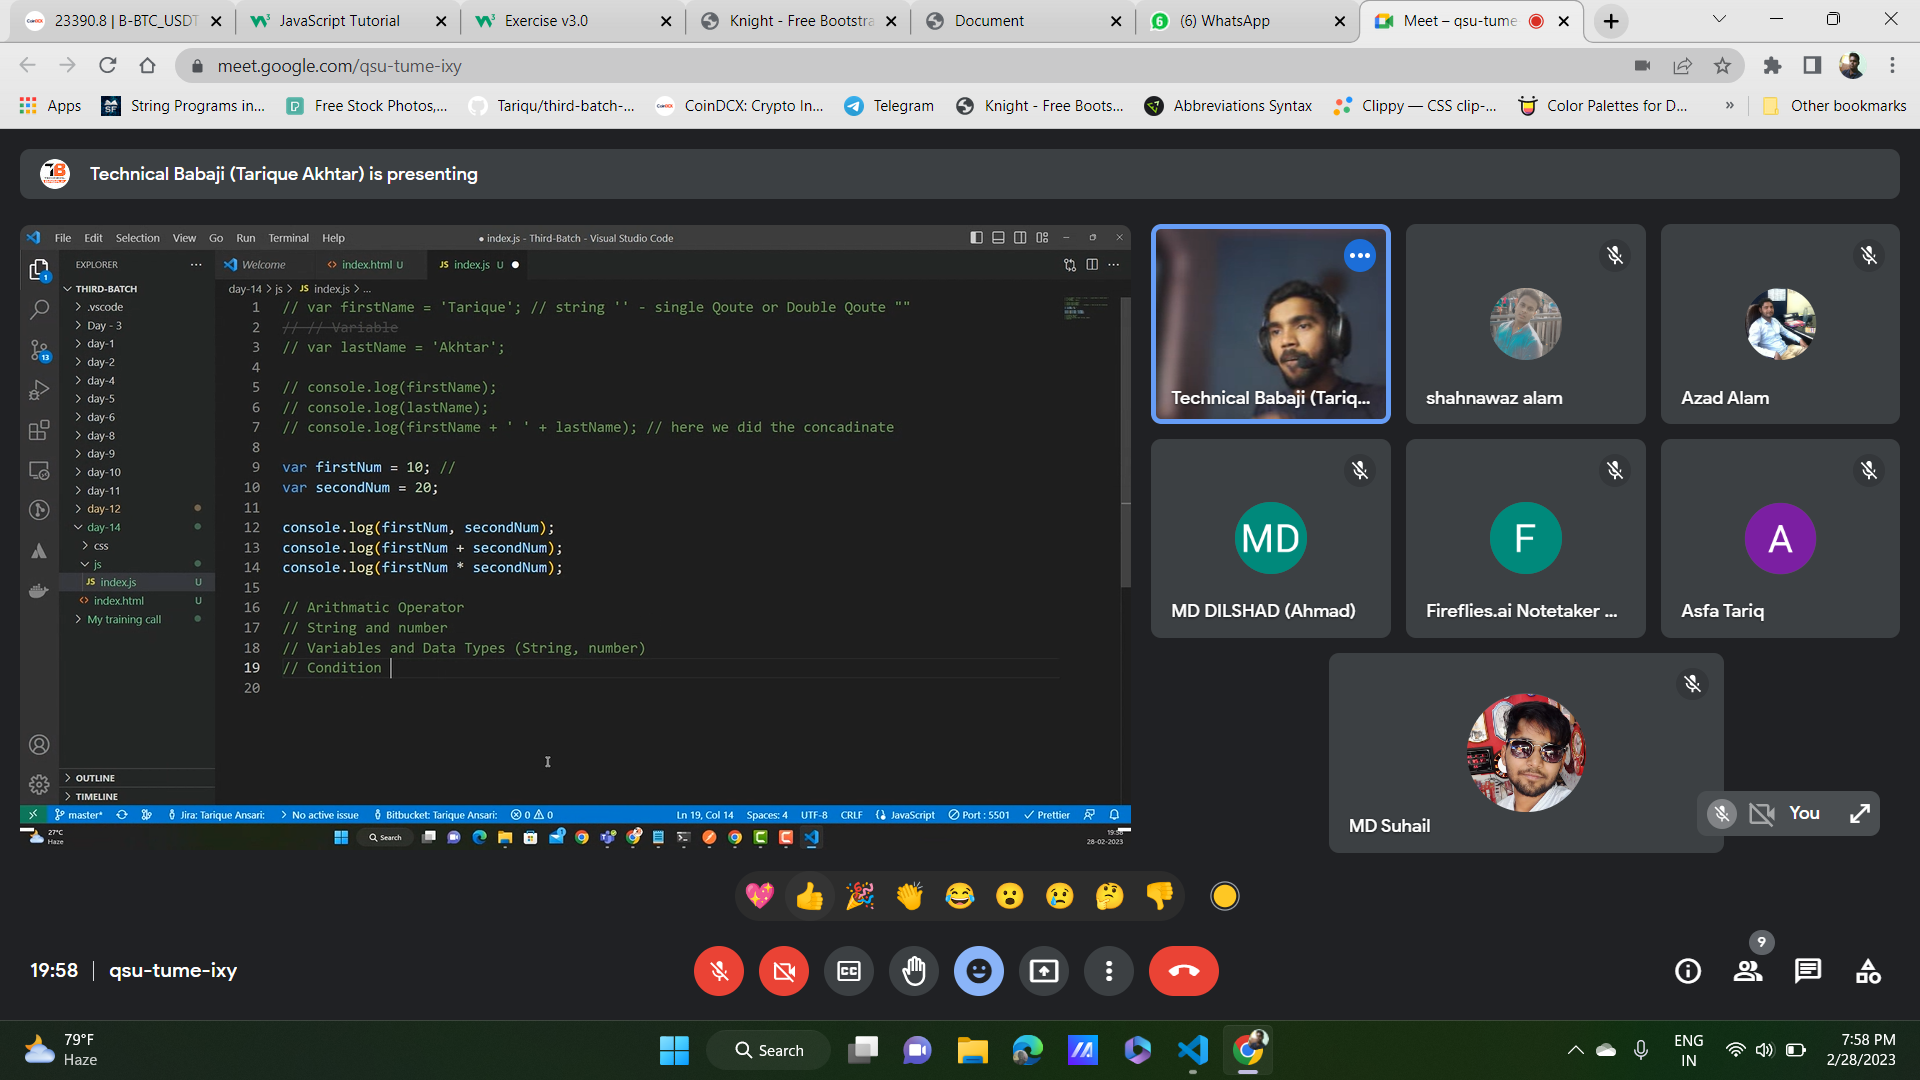 23390.8 | B-BTC_USDT
JavaScript Tutorial
Exercise v3.0
Knight - Free Bootstra
Document
(6) WhatsApp
Meet – qsu-tume
meet.google.com/qsu-tume-ixy
Apps
String Programs in...
Free Stock Photos,...
Tariqu/third-batch-...
CoinDCX: Crypto In...
Telegram
Knight - Free Boots...
Abbreviations Syntax
Clippy — CSS clip-...
Color Palettes for D...
»
Other bookmarks
Technical Babaji (Tarique Akhtar) is presenting
File Edit Selection View Go Run Terminal Help
● index.js - Third-Batch - Visual Studio Code
EXPLORER
Welcome
index.html U
JS index.js U
THIRD-BATCH
.vscode
Day - 3
day-1
day-2
day-4
day-5
day-6
day-8
day-9
day-10
day-11
day-12
day-14
css
js
JS index.js U
index.html U
My training call
OUTLINE
TIMELINE
day-14 > js > JS index.js > ...
1 // var firstName = 'Tarique'; // string '' - single Qoute or Double Qoute ""
2 // // Variable
3 // var lastName = 'Akhtar';
4
5 // console.log(firstName);
6 // console.log(lastName);
7 // console.log(firstName + ' ' + lastName); // here we did the concadinate
8
9 var firstNum = 10; //
10 var secondNum = 20;
11
12 console.log(firstNum, secondNum);
13 console.log(firstNum + secondNum);
14 console.log(firstNum * secondNum);
15
16 // Arithmatic Operator
17 // String and number
18 // Variables and Data Types (String, number)
19 // Condition
20
master*
Jira: Tarique Ansari:
No active issue
Bitbucket: Tarique Ansari:
0 0
Ln 19, Col 14
Spaces: 4
UTF-8
CRLF
JavaScript
Port : 5501
Prettier
27°C
Haze
Search
19:58
28-02-2023
Technical Babaji (Tariq...
shahnawaz alam
Azad Alam
MD
MD DILSHAD (Ahmad)
F
Fireflies.ai Notetaker ...
A
Asfa Tariq
MD Suhail
You
19:58 | qsu-tume-ixy
CC
9
79°F
Haze
Search
ENG
IN
7:58 PM
2/28/2023